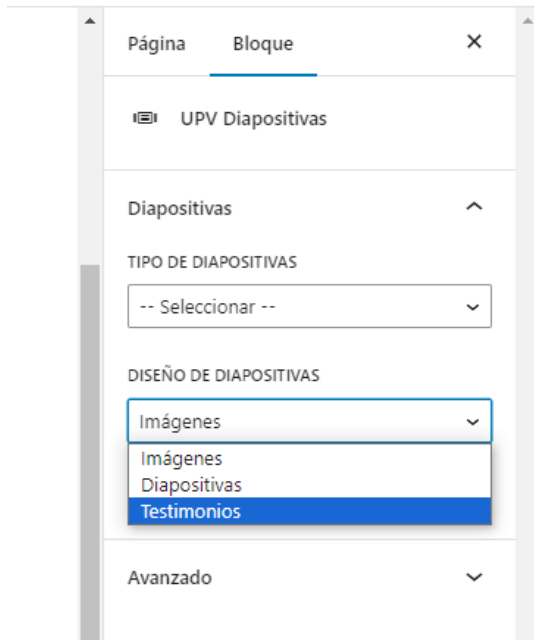 Página Bloque
UPV Diapositivas
Diapositivas
TIPO DE DIAPOSITIVAS
-- Seleccionar --
DISEÑO DE DIAPOSITIVAS
Imágenes
Imágenes
Diapositivas
Testimonios
Avanzado